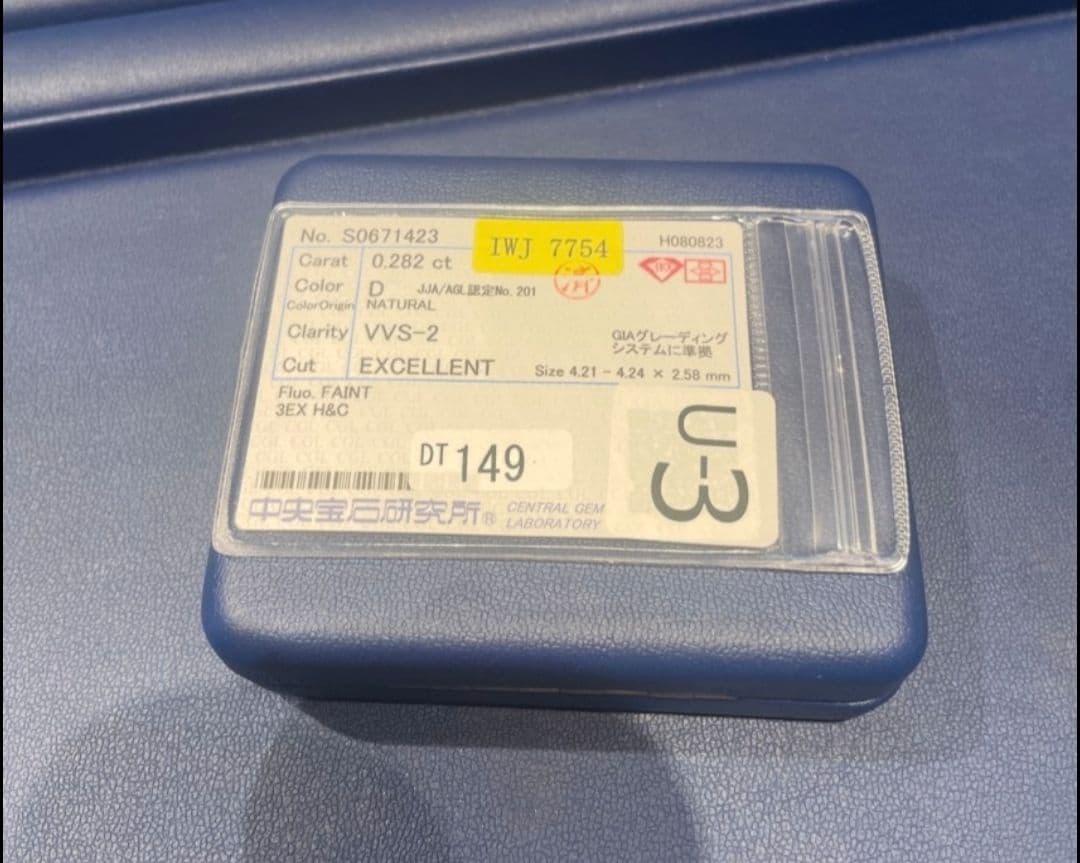 No. S0671423
IWJ 7754
H080823
Carat 0.282 ct
Color D JJA/AGL認定No. 201
ColorOrigin NATURAL
Clarity VVS-2
GIAグレーディング
システムに準拠
Cut EXCELLENT Size 4.21 - 4.24 × 2.58 mm
Fluo. FAINT
3EX H&C
DT 149
U-3
中央宝石研究所® CENTRAL GEM
LABORATORY